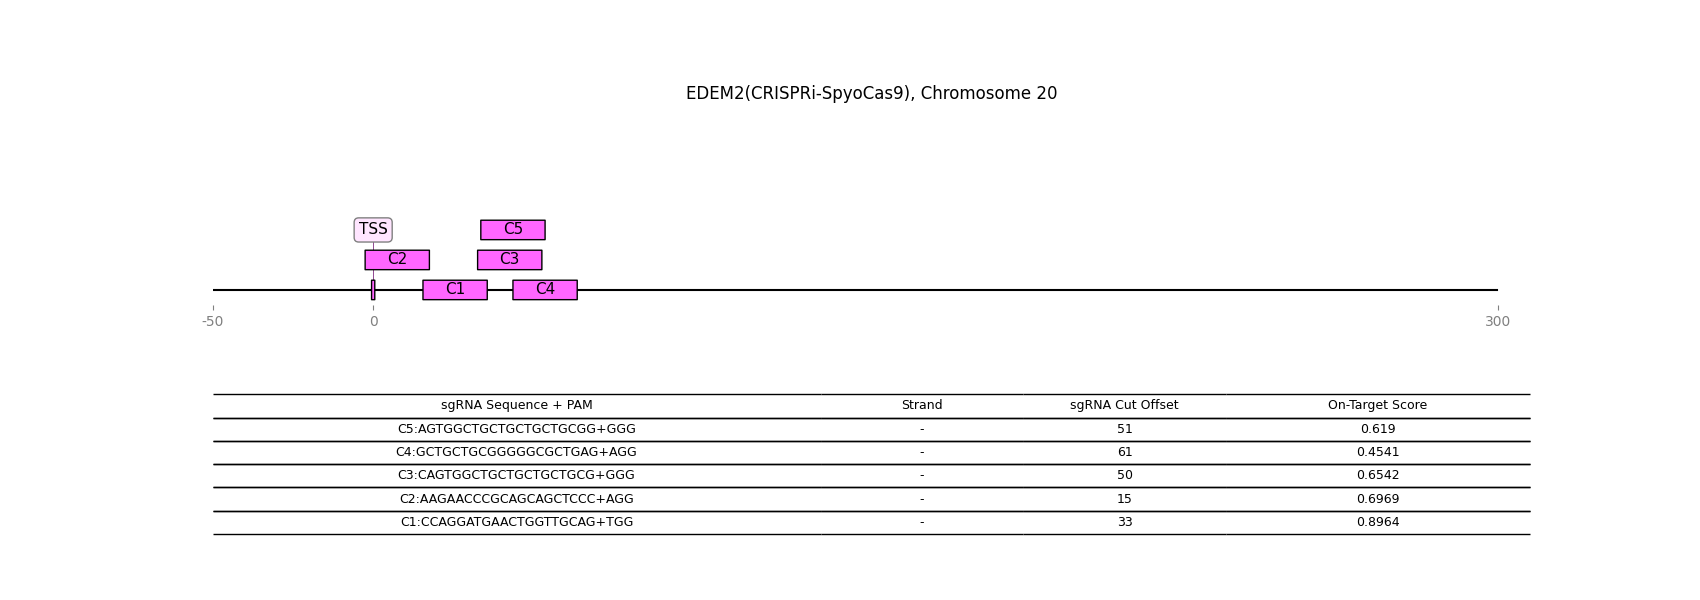 EDEM2(CRISPRi-SpyoCas9), Chromosome 20
TSS
C5
C2
C3
C1
C4
-50
0
300
sgRNA Sequence + PAM Strand sgRNA Cut Offset On-Target Score
C5:AGTGGCTGCTGCTGCTGCGG+GGG - 51 0.619
C4:GCTGCTGCGGGGGCGCTGAG+AGG - 61 0.4541
C3:CAGTGGCTGCTGCTGCTGCG+GGG - 50 0.6542
C2:AAGAACCCGCAGCAGCTCCC+AGG - 15 0.6969
C1:CCAGGATGAACTGGTTGCAG+TGG - 33 0.8964